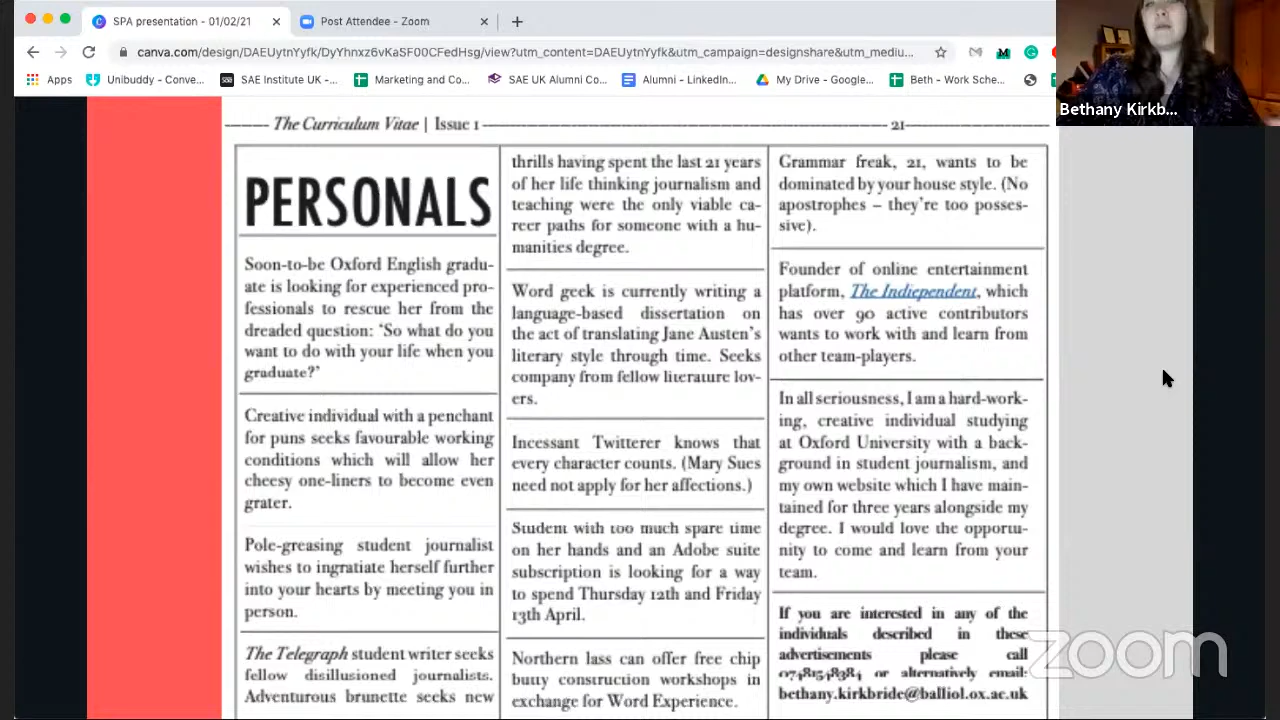 SPA presentation - 01/02/21
Post Attendee - Zoom
canva.com/design/DAEUytnYyfk/DyYhnxz6vKaSF00CFedHsg/view?utm_content=DAEUytnYyfk&utm_campaign=designshare&utm_mediu...
Apps
Unibuddy - Conve...
SAE Institute UK -...
Marketing and Co...
SAE UK Alumni Co...
Alumni - LinkedIn...
My Drive - Google...
Beth - Work Sche...
Bethany Kirkb...
The Curriculum Vitae | Issue 1
21
PERSONALS
Soon-to-be Oxford English gradu-
ate is looking for experienced pro-
fessionals to rescue her from the
dreaded question: 'So what do you
want to do with your life when you
graduate?'
Creative individual with a penchant
for puns seeks favourable working
conditions which will allow her
cheesy one-liners to become even
grater.
Pole-greasing student journalist
wishes to ingratiate herself further
into your hearts by meeting you in
person.
The Telegraph student writer seeks
fellow disillusioned journalists.
Adventurous brunette seeks new
thrills having spent the last 21 years
of her life thinking journalism and
teaching were the only viable ca-
reer paths for someone with a hu-
manities degree.
Word geek is currently writing a
language-based dissertation on
the act of translating Jane Austen's
literary style through time. Seeks
company from fellow literature lov-
ers.
Incessant Twitterer knows that
every character counts. (Mary Sues
need not apply for her affections.)
Student with too much spare time
on her hands and an Adobe suite
subscription is looking for a way
to spend Thursday 12th and Friday
13th April.
Northern lass can offer free chip
butty construction workshops in
exchange for Word Experience.
Grammar freak, 21, wants to be
dominated by your house style. (No
apostrophes – they're too posses-
sive).
Founder of online entertainment
platform, The Indiependent, which
has over 90 active contributors
wants to work with and learn from
other team-players.
In all seriousness, I am a hard-work-
ing, creative individual studying
at Oxford University with a back-
ground in student journalism, and
my own website which I have main-
tained for three years alongside my
degree. I would love the opportu-
nity to come and learn from your
team.
If you are interested in any of the
individuals described in these
advertisements please call
or alternatively email:
bethany.kirkbride@balliol.ox.ac.uk
zoom